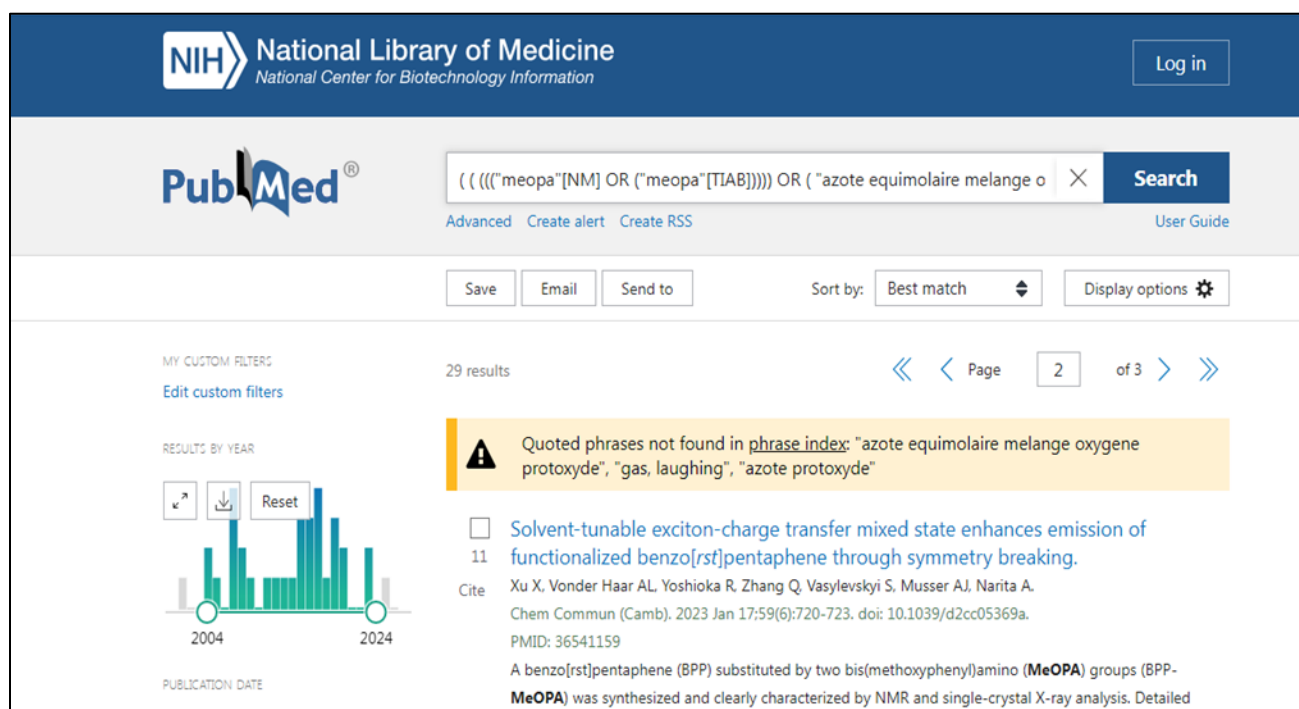 NIH
National Library of Medicine
National Center for Biotechnology Information
Log in
PubMed®
( ( ((("meopa"[NM] OR ("meopa"[TIAB])))) OR ( "azote equimolaire melange o
Search
Advanced Create alert Create RSS
User Guide
Save Email Send to
Sort by: Best match
Display options
MY CUSTOM FILTERS
Edit custom filters
29 results
Page 2 of 3
RESULTS BY YEAR
Reset
2004 2024
PUBLICATION DATE
Quoted phrases not found in phrase index: "azote equimolaire melange oxygene
protoxyde", "gas, laughing", "azote protoxyde"
11
Cite
Solvent-tunable exciton-charge transfer mixed state enhances emission of
functionalized benzo[rst]pentaphene through symmetry breaking.
Xu X, Vonder Haar AL, Yoshioka R, Zhang Q, Vasylevskyi S, Musser AJ, Narita A.
Chem Commun (Camb). 2023 Jan 17;59(6):720-723. doi: 10.1039/d2cc05369a.
PMID: 36541159
A benzo[rst]pentaphene (BPP) substituted by two bis(methoxyphenyl)amino (MeOPA) groups (BPP-
MeOPA) was synthesized and clearly characterized by NMR and single-crystal X-ray analysis. Detailed